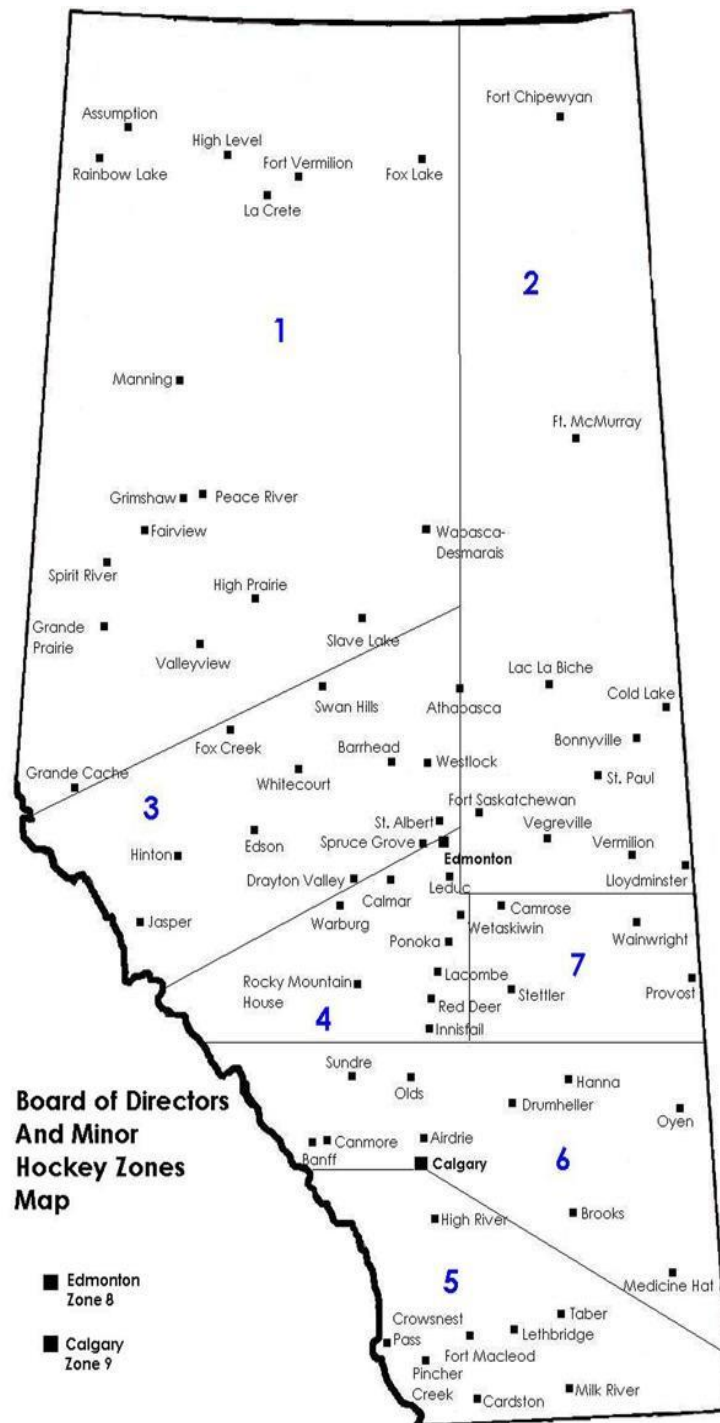 Fort Chipewyan
Assumption
High Level
Fort Vermilion
Rainbow Lake
Fox Lake
La Crete
2
1
Manning
Ft. McMurray
Grimshaw
Peace River
Fairview
Wabasca-
Desmarais
Spirit River
High Prairie
Grande
Prairie
Slave Lake
Valleyview
Lac La Biche
Cold Lake
Swan Hills
Athabasca
Fox Creek
Barrhead
Westlock
Bonnyville
Grande Cache
Whitecourt
St. Paul
3
Fort Saskatchewan
St. Albert
Vegreville
Edson
Spruce Grove
Vermilion
Hinton
Edmonton
Lloydminster
Drayton Valley
Calmar
Leduc
Warburg
Camrose
Jasper
Wetaskiwin
Wainwright
Ponoka
7
Rocky Mountain
House
Lacombe
Stettler
Provost
Red Deer
4
Innisfail
Sundre
Olds
Hanna
Drumheller
Oyen
Board of Directors
And Minor
Hockey Zones
Map
Canmore
Airdrie
Banff
Calgary
6
High River
Brooks
Edmonton
Zone 8
5
Medicine Hat
Crowsnest
Pass
Taber
Lethbridge
Calgary
Zone 9
Fort Macleod
Pincher
Creek
Cardston
Milk River